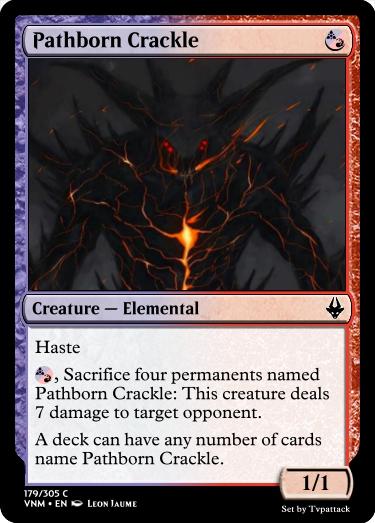 Pathborn Crackle
Creature — Elemental
Haste
, Sacrifice four permanents named
Pathborn Crackle: This creature deals
7 damage to target opponent.
A deck can have any number of cards
name Pathborn Crackle.
1/1
179/305 C
VNM • EN Leon Jaume
Set by Tvpattack